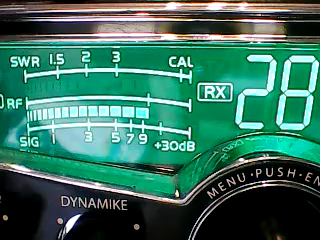 SWR 1.5 2 3 CAL
RF RX 28
1 3 5 7 9 +30dB
SIG
DYNAMIKE
MENU·PUSH·EN